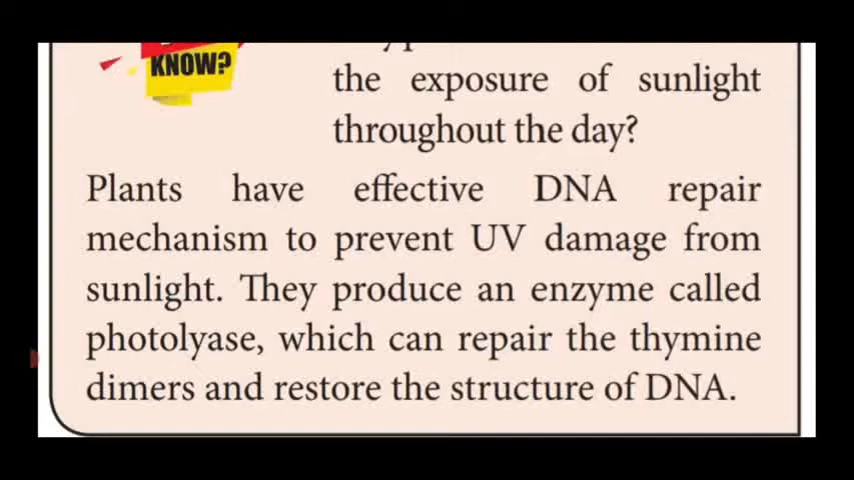 KNOW?
the exposure of sunlight
throughout the day?
Plants have effective DNA repair
mechanism to prevent UV damage from
sunlight. They produce an enzyme called
photolyase, which can repair the thymine
dimers and restore the structure of DNA.